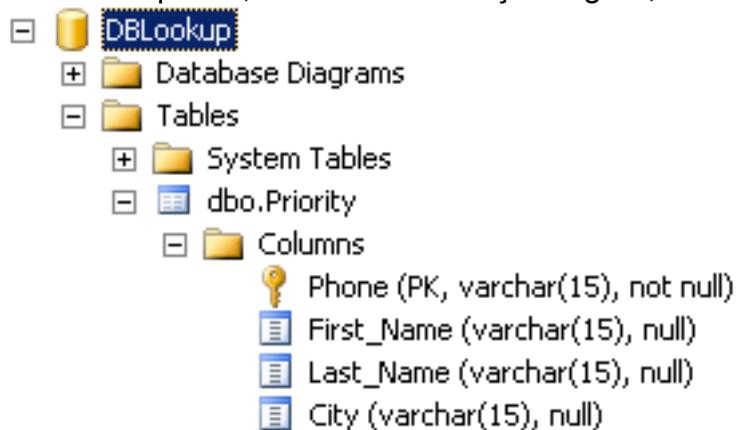 DBLookup
Database Diagrams
Tables
System Tables
dbo.Priority
Columns
Phone (PK, varchar(15), not null)
First_Name (varchar(15), null)
Last_Name (varchar(15), null)
City (varchar(15), null)